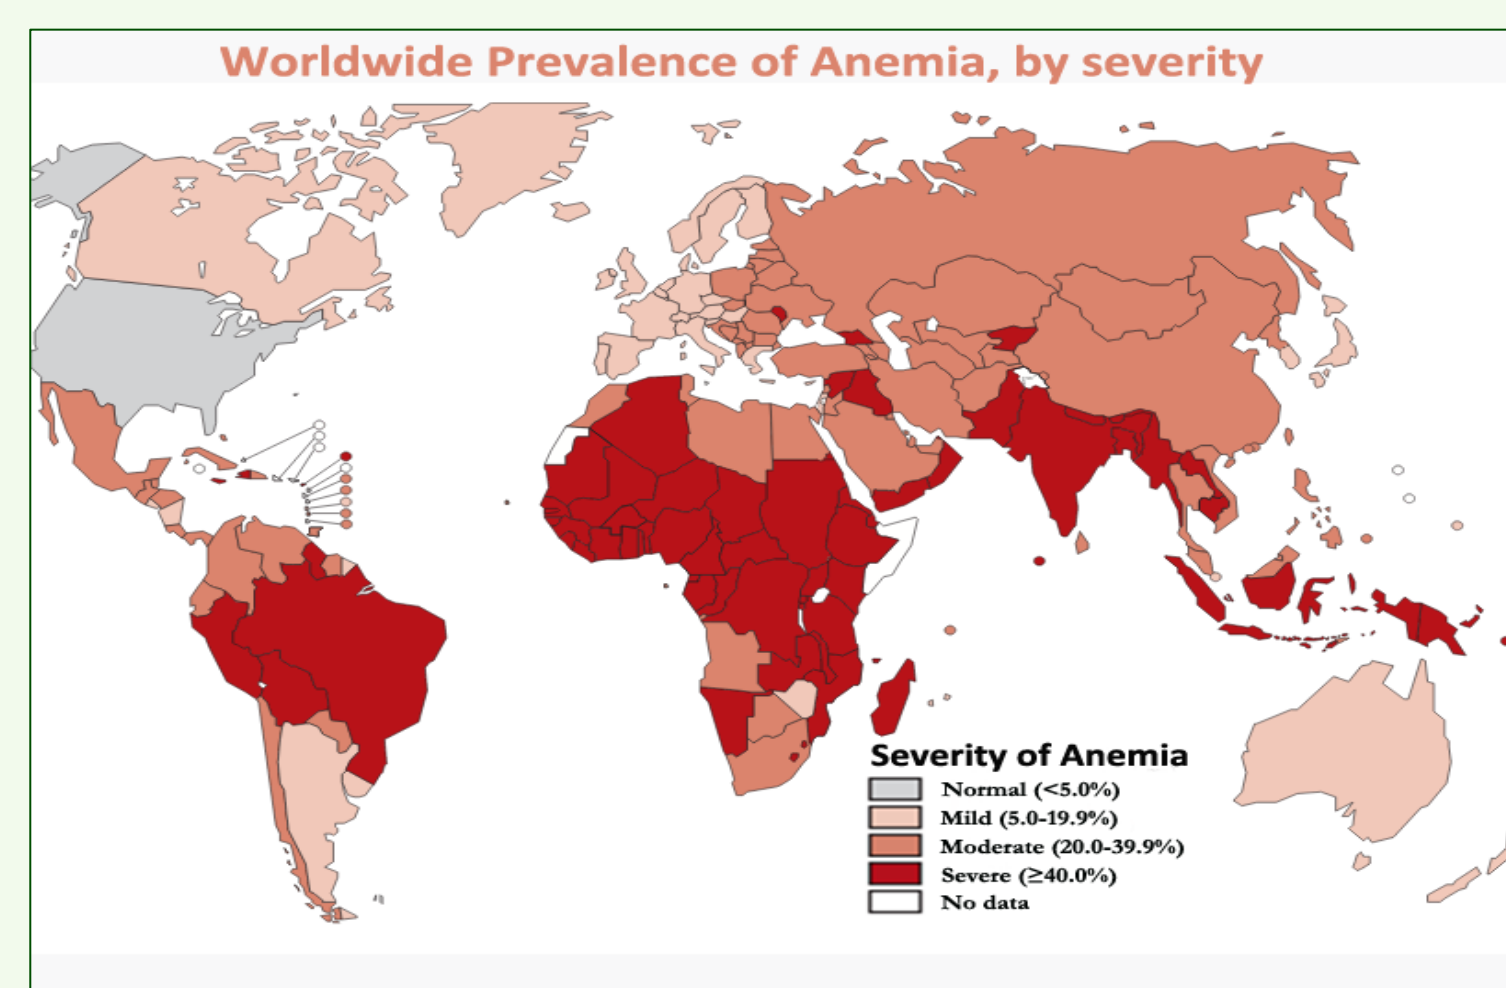 Worldwide Prevalence of Anemia, by severity
Severity of Anemia
Normal (<5.0%)
Mild (5.0-19.9%)
Moderate (20.0-39.9%)
Severe (≥40.0%)
No data